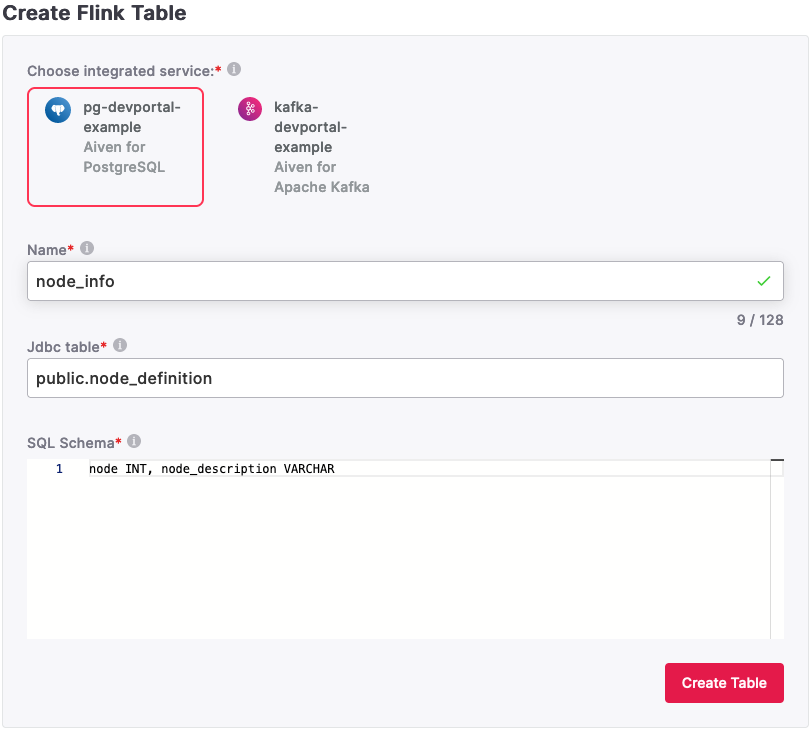 Create Flink Table
Choose integrated service:*
pg-devportal-
example
Aiven for
PostgreSQL
kafka-
devportal-
example
Aiven for
Apache Kafka
Name*
node_info
9 / 128
Jdbc table*
public.node_definition
SQL Schema*
1 node INT, node_description VARCHAR
Create Table